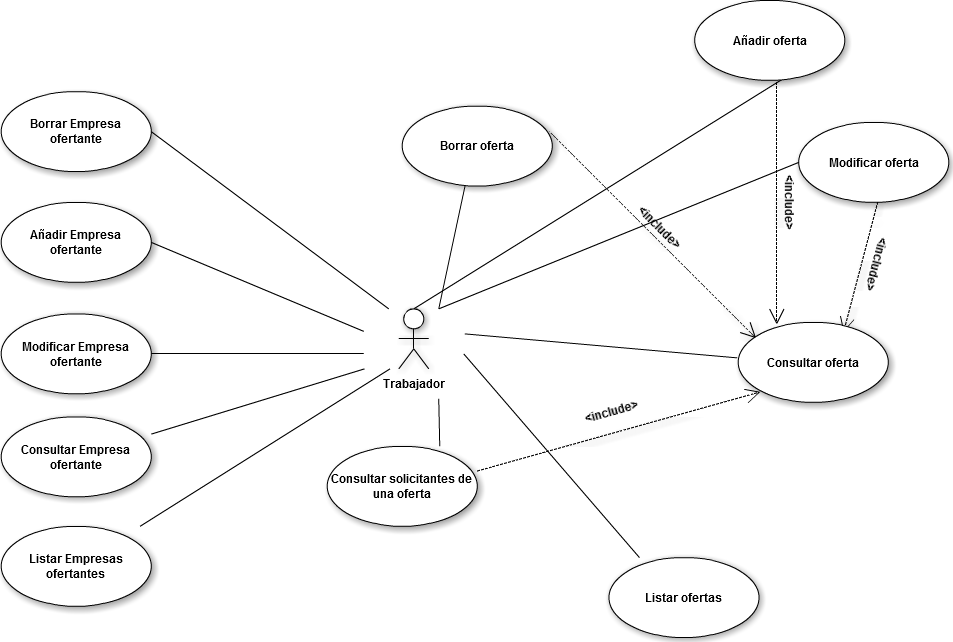 Añadir oferta
Borrar Empresa
ofertante
Borrar oferta
Modificar oferta
<include>
<include>
<include>
Añadir Empresa
ofertante
Modificar Empresa
ofertante
Consultar oferta
Trabajador
<include>
Consultar Empresa
ofertante
Consultar solicitantes de
una oferta
Listar Empresas
ofertantes
Listar ofertas